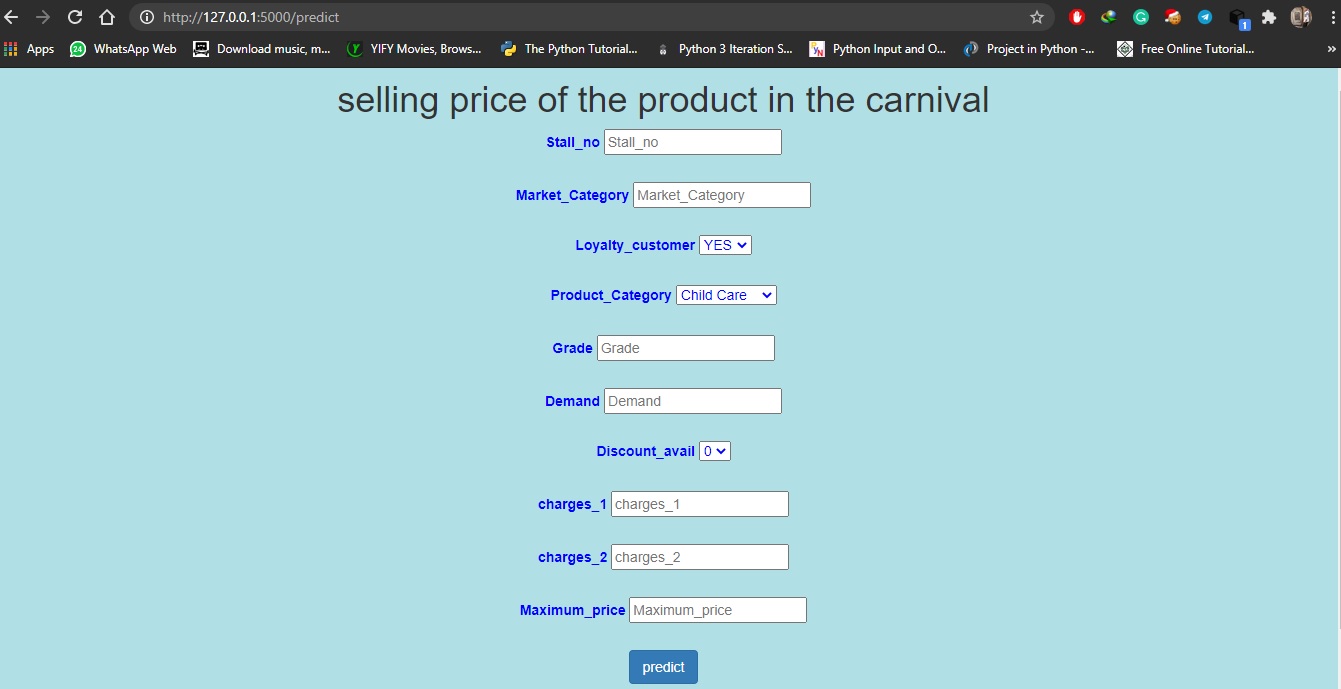 http://127.0.0.1:5000/predict
1
Apps 24 WhatsApp Web Download music, m... YIFY Movies, Brows... The Python Tutorial... Python 3 Iteration S... Python Input and O... Project in Python -... Free Online Tutorial... »
selling price of the product in the carnival
Stall_no Stall_no
Market_Category Market_Category
Loyalty_customer YES
Product_Category Child Care
Grade Grade
Demand Demand
Discount_avail 0
charges_1 charges_1
charges_2 charges_2
Maximum_price Maximum_price
predict